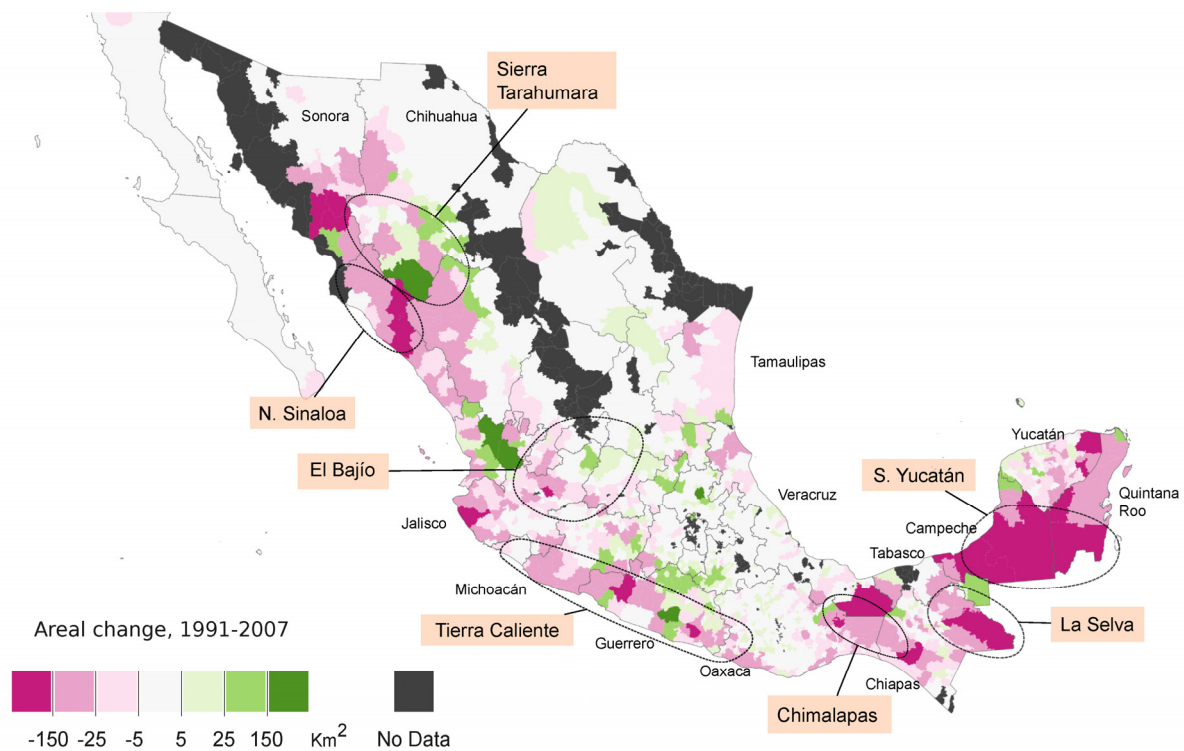 Sierra
Tarahumara
Sonora
Chihuahua
Tamaulipas
N. Sinaloa
El Bajío
Yucatán
S. Yucatán
Quintana
Roo
Veracruz
Campeche
Jalisco
Tabasco
Michoacán
Tierra Caliente
La Selva
Guerrero
Oaxaca
Chiapas
Chimalapas
Areal change, 1991-2007
-150 -25 -5 5 25 150 Km² No Data